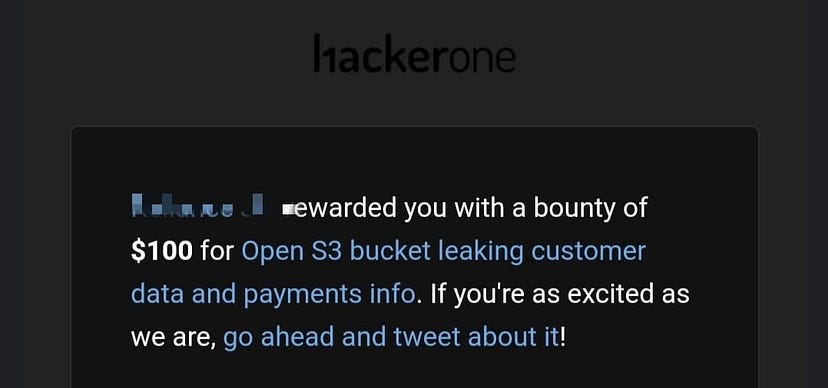 hackerone
rewarded you with a bounty of
$100 for Open S3 bucket leaking customer
data and payments info. If you're as excited as
we are, go ahead and tweet about it!